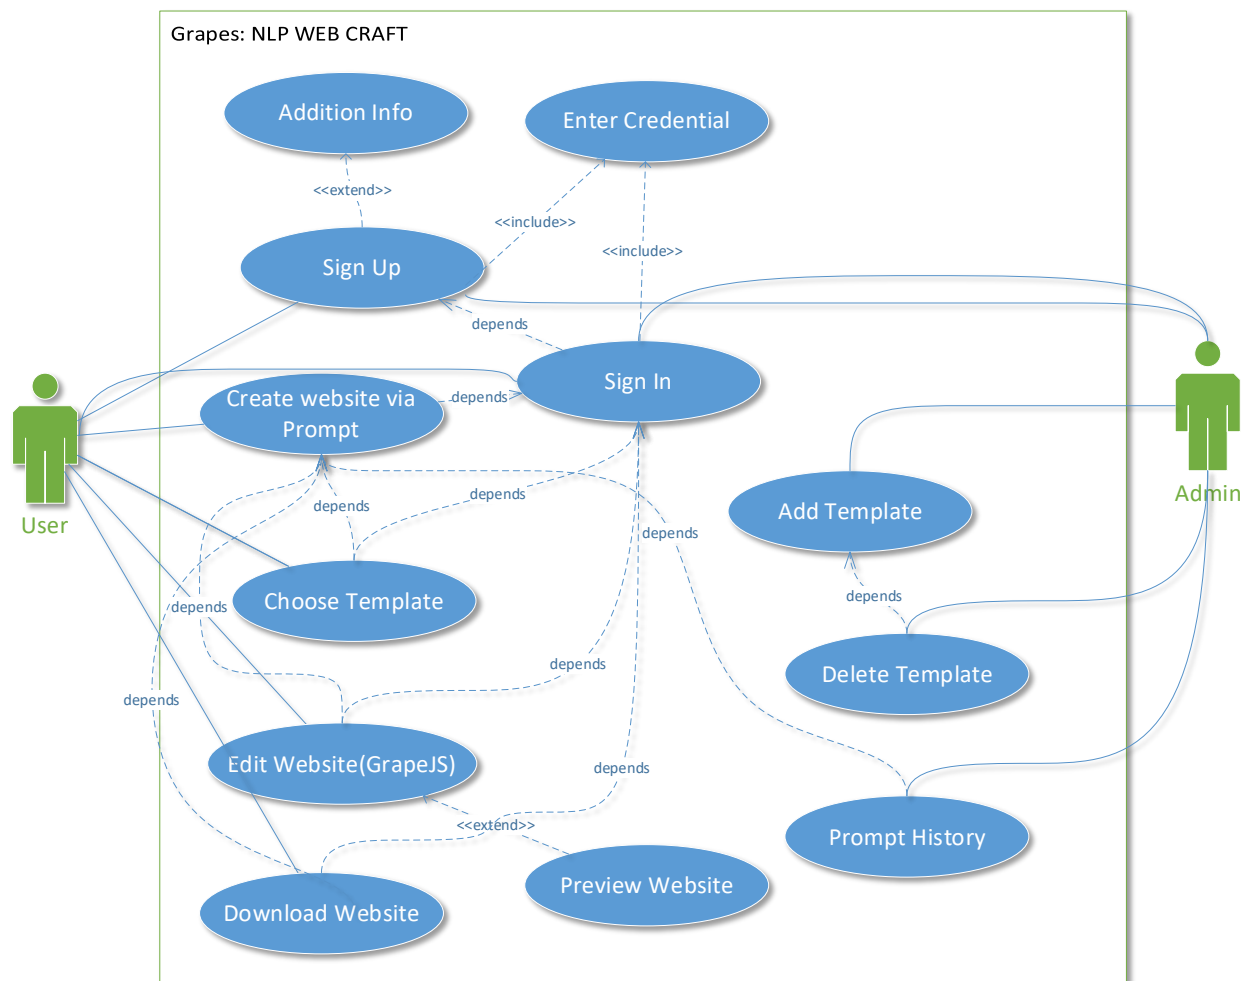 Grapes: NLP WEB CRAFT
Addition Info
Enter Credential
<<extend>>
<<include>>
<<include>>
Sign Up
depends
Sign In
Create website via
Prompt
depends
User
Admin
depends
depends
Add Template
depends
Choose Template
depends
depends
depends
Delete Template
depends
Edit Website(GrapeJS)
depends
<<extend>>
Prompt History
Preview Website
Download Website